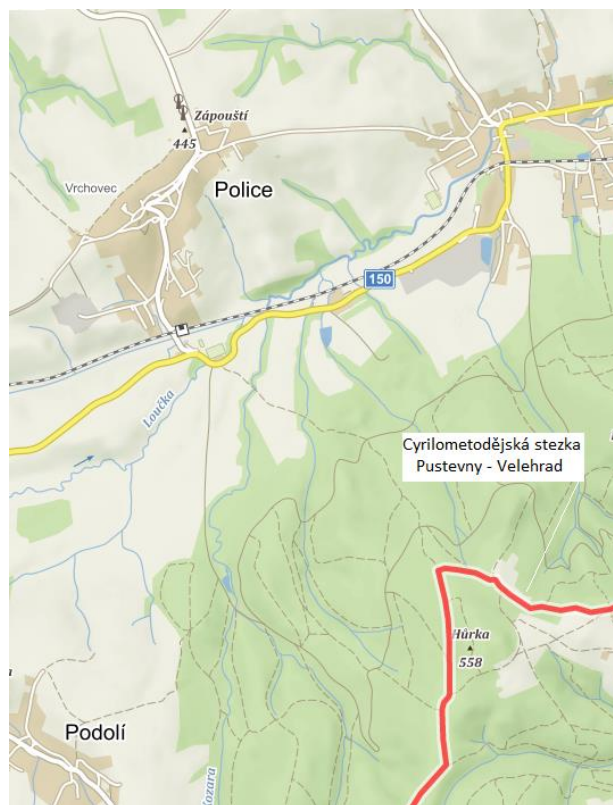 Zápouští
445
Vrchovec
Police
150
Loučka
Cyrilometodějská stezka
Pustevny - Velehrad
Hůrka
558
Podolí